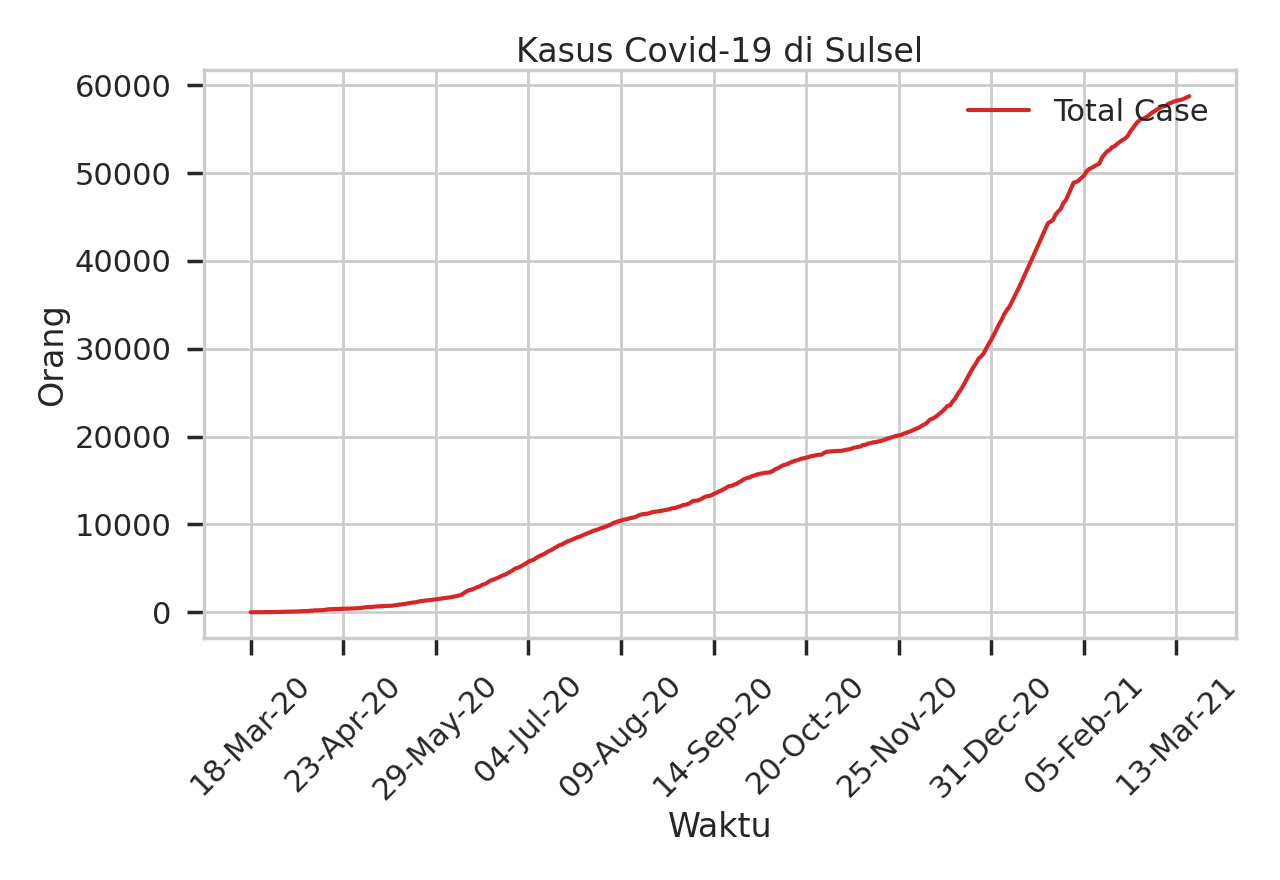 Kasus Covid-19 di Sulsel
Total Case
60000
50000
40000
30000
20000
10000
0
Orang
18-Mar-20
23-Apr-20
29-May-20
04-Jul-20
09-Aug-20
14-Sep-20
20-Oct-20
25-Nov-20
31-Dec-20
05-Feb-21
13-Mar-21
Waktu